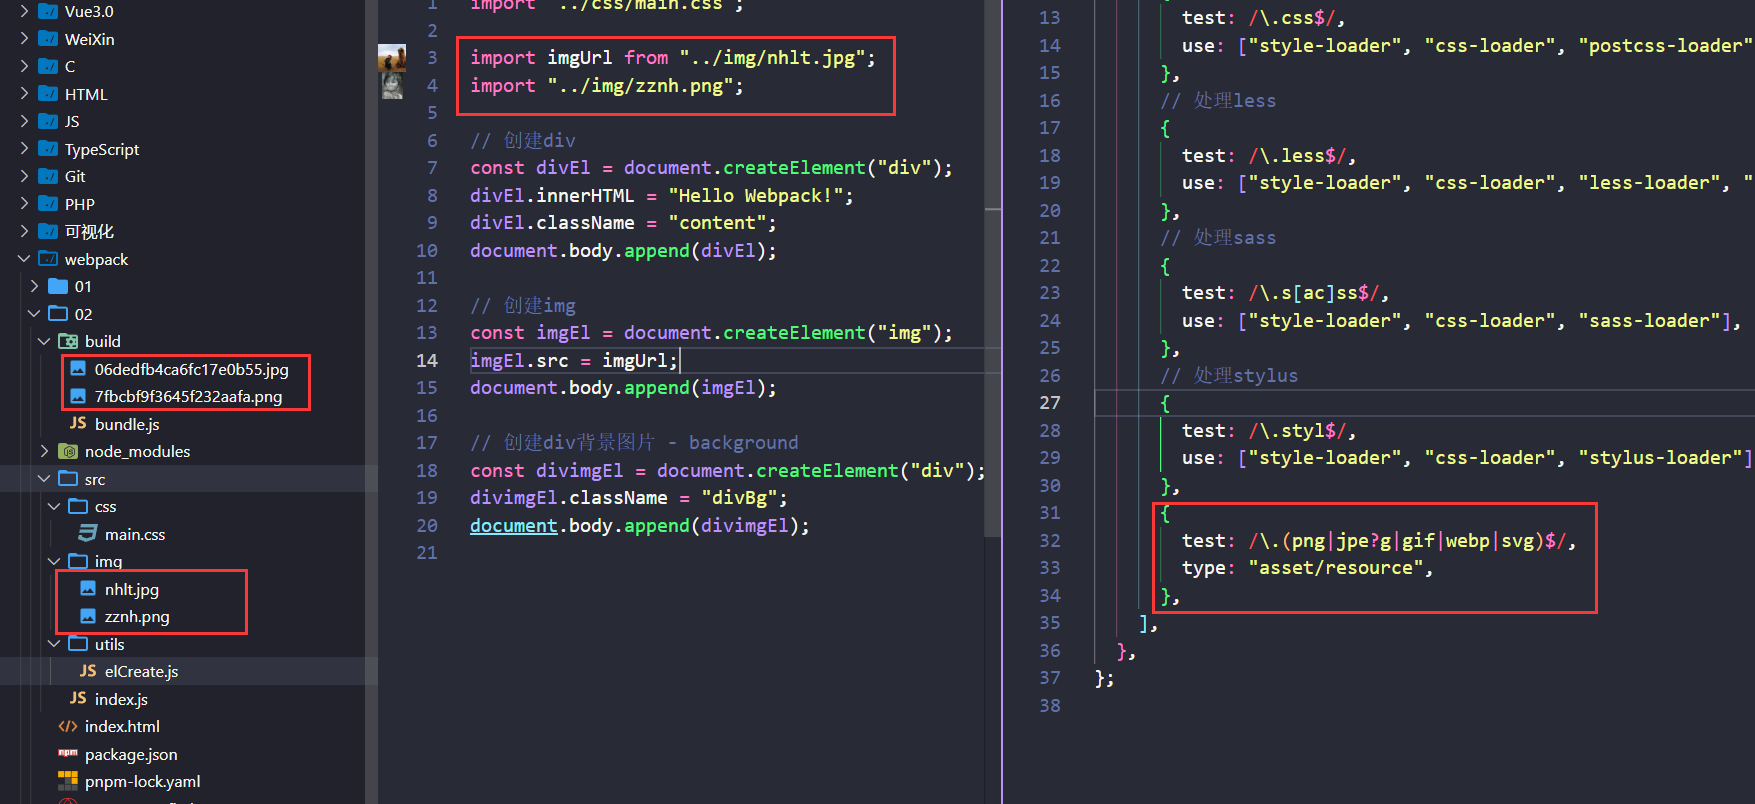 Vue3.0
WeiXin
C
HTML
JS
TypeScript
Git
PHP
可视化
webpack
01
02
build
06dedfb4ca6fc17e0b55.jpg
7fbcbf9f3645f232aafa.png
JS bundle.js
node_modules
src
css
main.css
img
nhlt.jpg
zznh.png
utils
JS elCreate.js
JS index.js
index.html
package.json
pnpm-lock.yaml
1 import "../css/main.css";
2
3 import imgUrl from "../img/nhlt.jpg";
4 import "../img/zznh.png";
5
6 // 创建div
7 const divEl = document.createElement("div");
8 divEl.innerHTML = "Hello Webpack!";
9 divEl.className = "content";
10 document.body.append(divEl);
11
12 // 创建img
13 const imgEl = document.createElement("img");
14 imgEl.src = imgUrl;
15 document.body.append(imgEl);
16
17 // 创建div背景图片 - background
18 const divimgEl = document.createElement("div");
19 divimgEl.className = "divBg";
20 document.body.append(divimgEl);
21
13 test: /\.css$/,
14 use: ["style-loader", "css-loader", "postcss-loader"
15 },
16 // 处理less
17 {
18 test: /\.less$/,
19 use: ["style-loader", "css-loader", "less-loader", "
20 },
21 // 处理sass
22 {
23 test: /\.s[ac]ss$/,
24 use: ["style-loader", "css-loader", "sass-loader"],
25 },
26 // 处理stylus
27 {
28 test: /\.styl$/,
29 use: ["style-loader", "css-loader", "stylus-loader"]
30 },
31 {
32 test: /\.(png|jpe?g|gif|webp|svg)$/,
33 type: "asset/resource",
34 },
35 ],
36 },
37 };
38